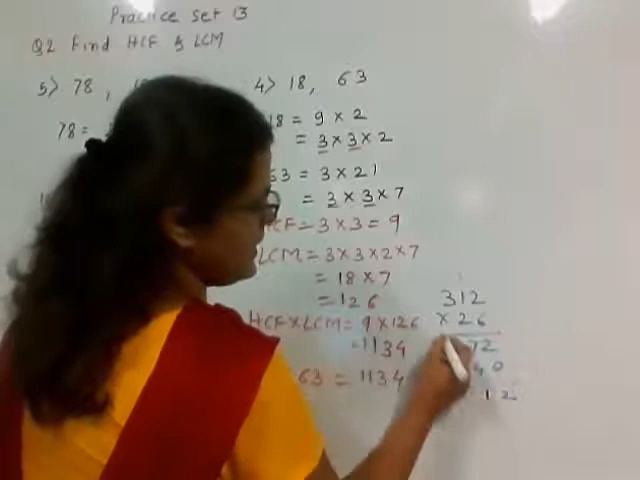 Practice Set 13
Q2 Find HCF & LCM
5> 78 ,
78 =
4> 18, 63
18 = 9 × 2
= 3 × 3 × 2
63 = 3 × 21
= 3 × 3 × 7
HCF = 3 × 3 = 9
LCM = 3 × 3 × 2 × 7
= 18 × 7
= 126
HCF × LCM = 9 × 126
= 1134
63 = 1134
312
× 26
72
40
12